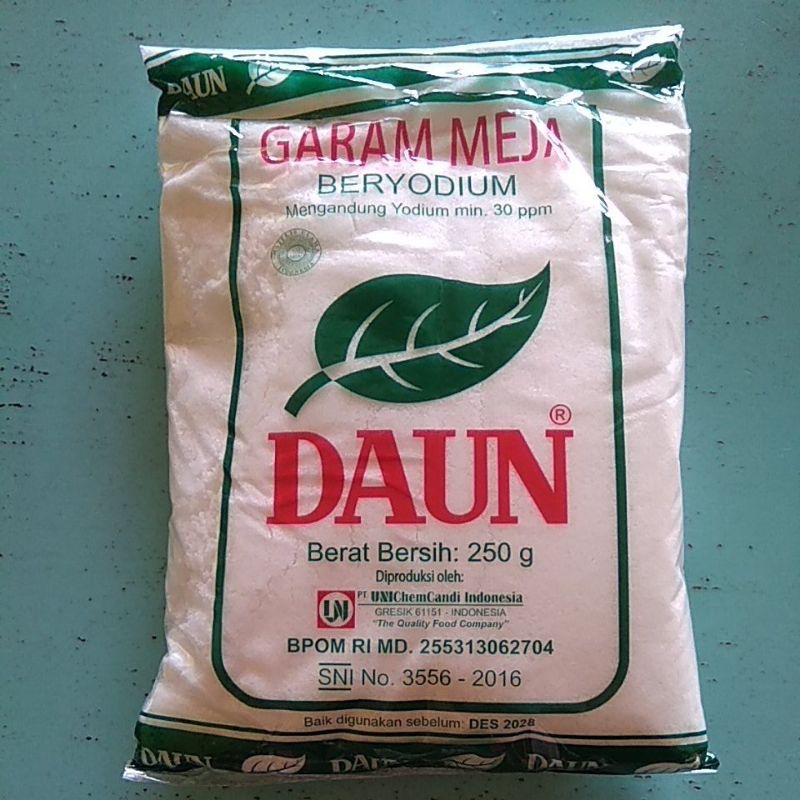 DAUN
GARAM MEJA
BERYODIUM
Mengandung Yodium min. 30 ppm
INDONESIA
DAUN®
Berat Bersih: 250 g
Diproduksi oleh:
PT. UNIChemCandi Indonesia
GRESIK 61151 - INDONESIA
"The Quality Food Company"
BPOM RI MD. 255313062704
SNI No. 3556 - 2016
Baik digunakan sebelum: DES 2028
DAUN DAUN DAUN